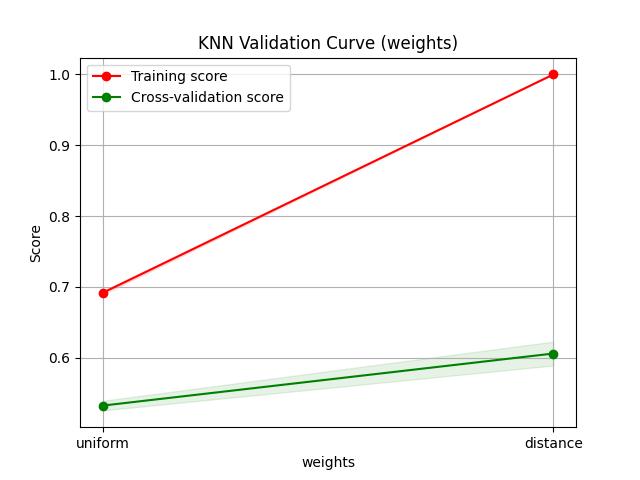 KNN Validation Curve (weights)
Training score
Cross-validation score
1.0
0.9
0.8
0.7
0.6
Score
uniform
distance
weights